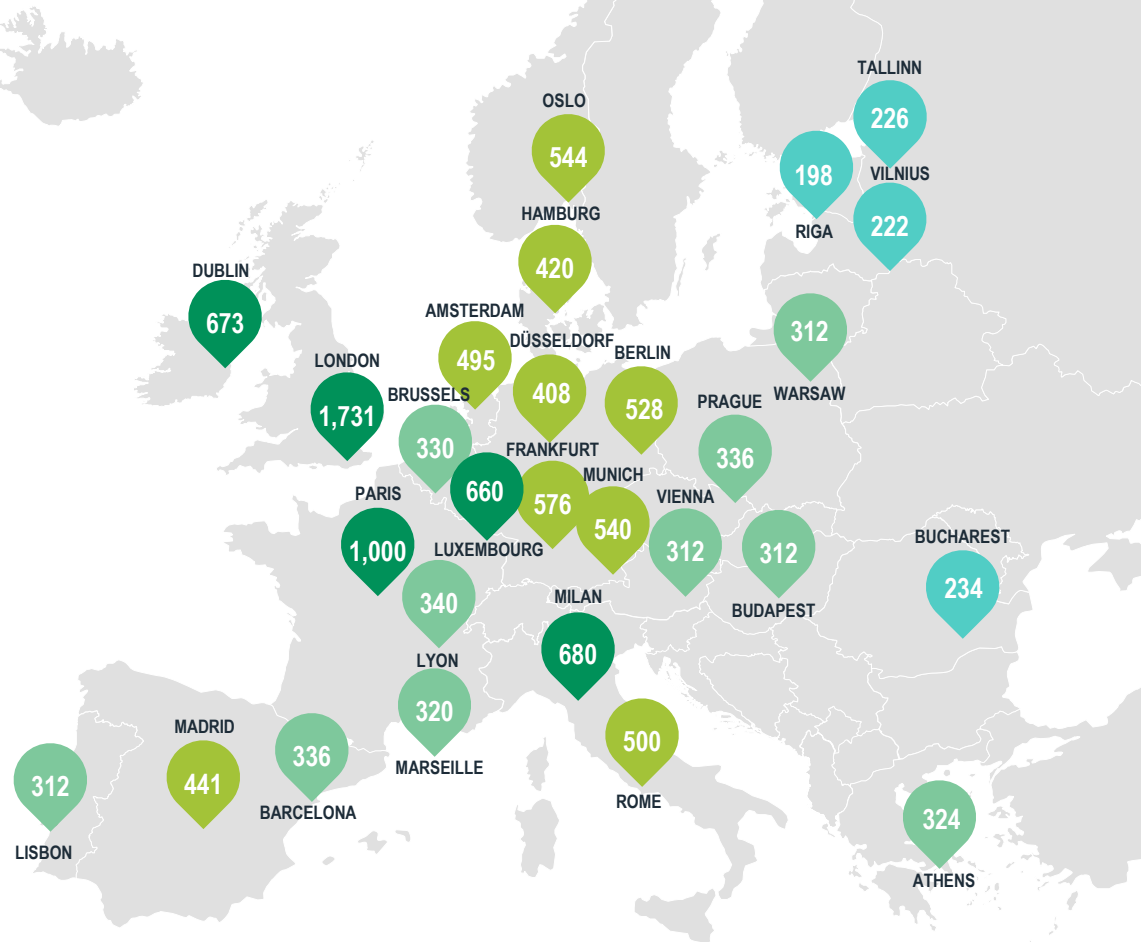 TALLINN
226
OSLO
544
198
RIGA
VILNIUS
222
HAMBURG
420
DUBLIN
673
AMSTERDAM
495
DÜSSELDORF
408
BERLIN
528
312
WARSAW
LONDON
1,731
BRUSSELS
330
PRAGUE
336
FRANKFURT
576
MUNICH
540
660
LUXEMBOURG
VIENNA
312
312
BUDAPEST
PARIS
1,000
BUCHAREST
234
340
LYON
MILAN
680
320
MARSEILLE
MADRID
441
336
BARCELONA
312
LISBON
500
ROME
324
ATHENS